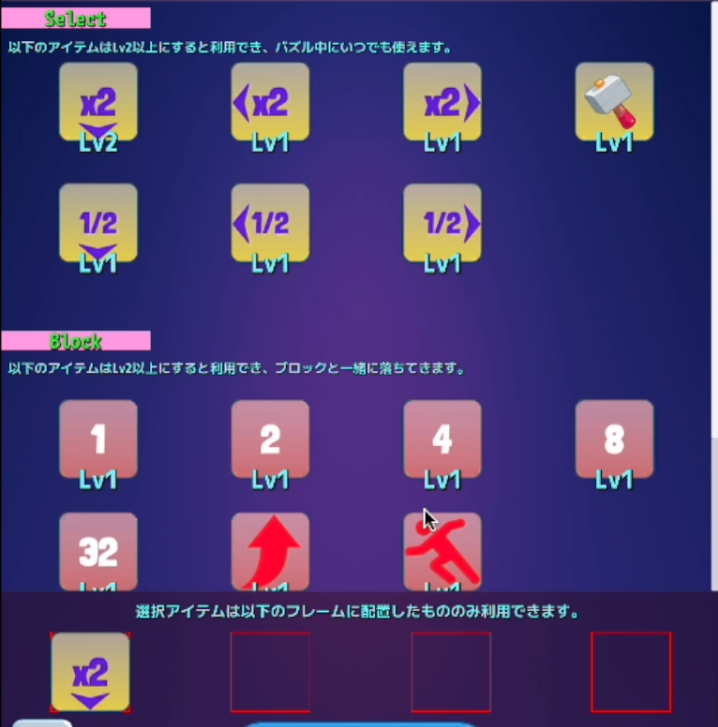 Select
以下のアイテムはLv2以上にすると利用でき、パズル中にいつでも使えます。
x2 x2 x2
Lv2 Lv1 Lv1 Lv1
1/2 1/2 1/2
Lv1 Lv1 Lv1
Block
以下のアイテムはLv2以上にすると利用でき、ブロックと一緒に落ちてきます。
1 2 4 8
Lv1 Lv1 Lv1 Lv1
32
Lv1 Lv1 Lv1
選択アイテムは以下のフレームに配置したもののみ利用できます。
x2